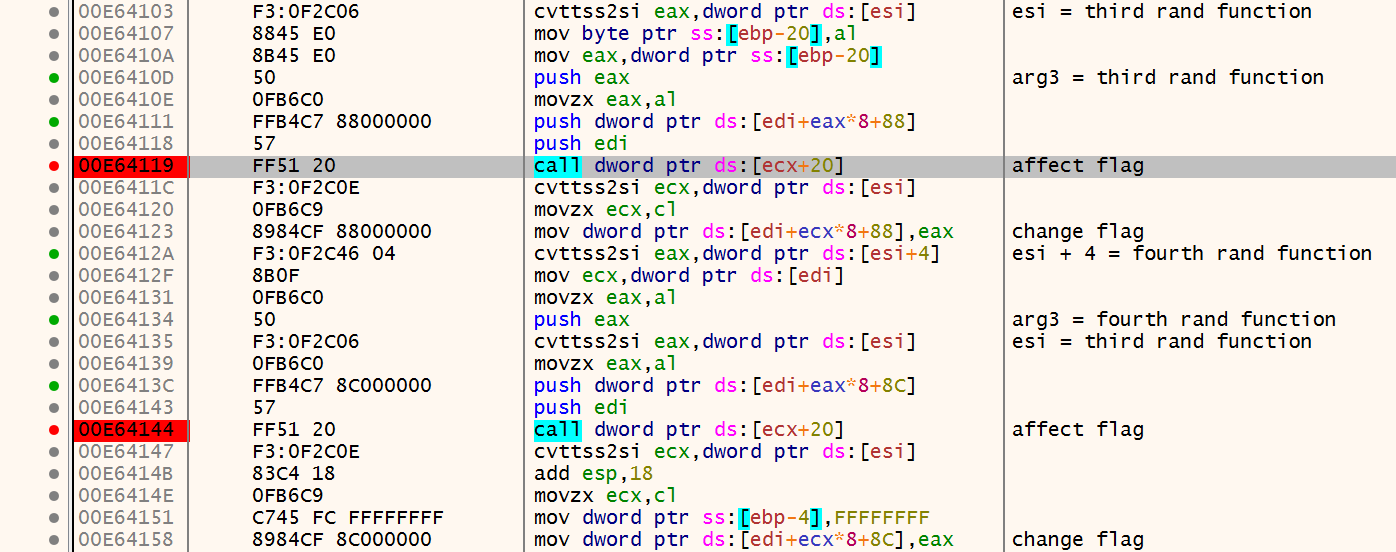 00E64103 F3:0F2C06 cvttss2si eax,dword ptr ds:[esi] esi = third rand function
00E64107 8845 E0 mov byte ptr ss:[ebp-20],al
00E6410A 8B45 E0 mov eax,dword ptr ss:[ebp-20]
00E6410D 50 push eax arg3 = third rand function
00E6410E 0FB6C0 movzx eax,al
00E64111 FFB4C7 88000000 push dword ptr ds:[edi+eax*8+88]
00E64118 57 push edi
00E64119 FF51 20 call dword ptr ds:[ecx+20] affect flag
00E6411C F3:0F2C0E cvttss2si ecx,dword ptr ds:[esi]
00E64120 0FB6C9 movzx ecx,cl
00E64123 8984CF 88000000 mov dword ptr ds:[edi+ecx*8+88],eax change flag
00E6412A F3:0F2C46 04 cvttss2si eax,dword ptr ds:[esi+4] esi + 4 = fourth rand function
00E6412F 8B0F mov ecx,dword ptr ds:[edi]
00E64131 0FB6C0 movzx eax,al
00E64134 50 push eax arg3 = fourth rand function
00E64135 F3:0F2C06 cvttss2si eax,dword ptr ds:[esi] esi = third rand function
00E64139 0FB6C0 movzx eax,al
00E6413C FFB4C7 8C000000 push dword ptr ds:[edi+eax*8+8C]
00E64143 57 push edi
00E64144 FF51 20 call dword ptr ds:[ecx+20] affect flag
00E64147 F3:0F2C0E cvttss2si ecx,dword ptr ds:[esi]
00E6414B 83C4 18 add esp,18
00E6414E 0FB6C9 movzx ecx,cl
00E64151 C745 FC FFFFFFFF mov dword ptr ss:[ebp-4],FFFFFFFF
00E64158 8984CF 8C000000 mov dword ptr ds:[edi+ecx*8+8C],eax change flag